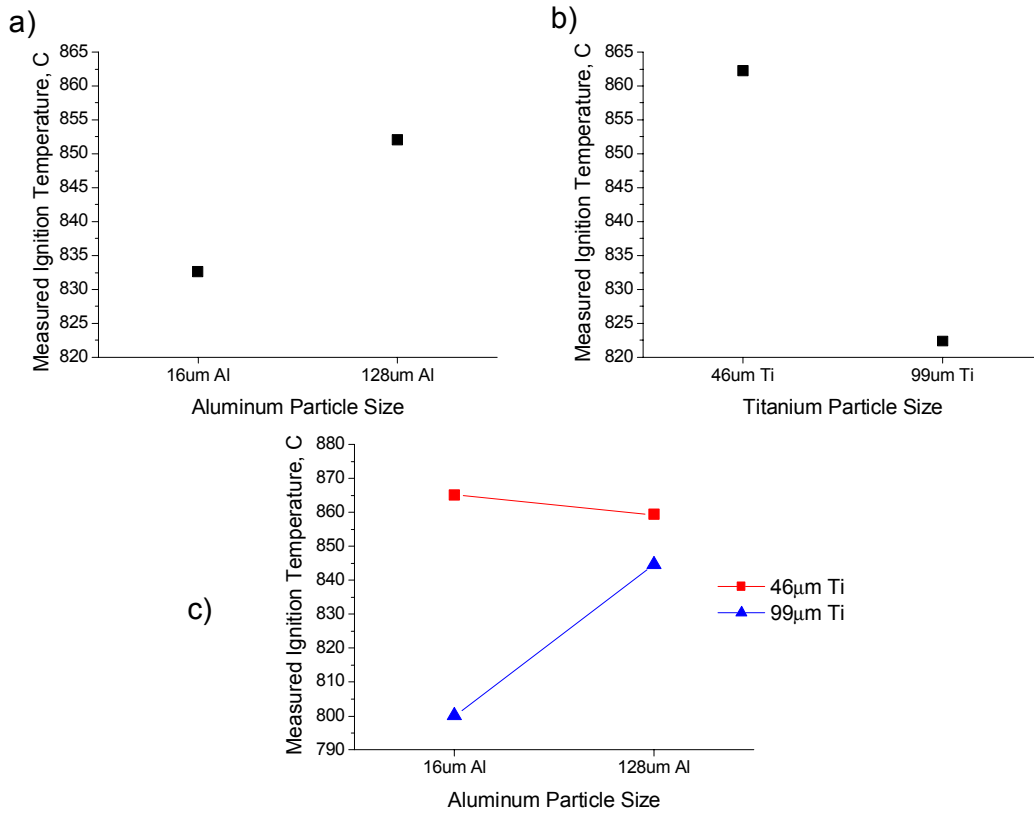 a)
Measured Ignition Temperature, C
865
860
855
850
845
840
835
830
825
820
16um Al
128um Al
Aluminum Particle Size
b)
Measured Ignition Temperature, C
865
860
855
850
845
840
835
830
825
820
46um Ti
99um Ti
Titanium Particle Size
c)
Measured Ignition Temperature, C
880
870
860
850
840
830
820
810
800
790
16um Al
128um Al
Aluminum Particle Size
46μm Ti
99μm Ti